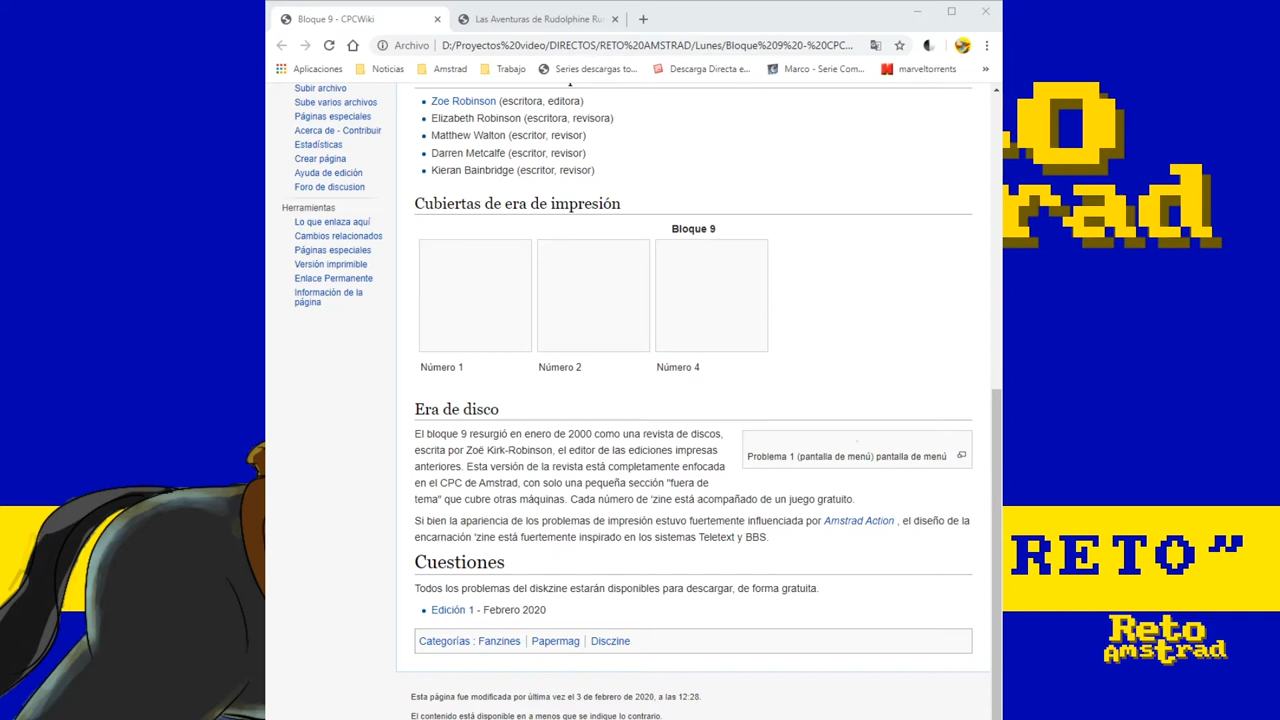 Bloque 9 - CPCWiki
Las Aventuras de Rudolphine Ru
Archivo
D:/Proyectos%20video/DIRECTOS/RETO%20AMSTRAD/Lunes/Bloque%209%20-%20CPC...
Aplicaciones
Noticias
Amstrad
Trabajo
Series descargas to...
Descarga Directa e...
Marco - Serie Com...
marveltorrents
»
Subir archivo
Sube varios archivos
Páginas especiales
Acerca de - Contribuir
Estadísticas
Crear página
Ayuda de edición
Foro de discusion
Herramientas
Lo que enlaza aquí
Cambios relacionados
Páginas especiales
Versión imprimible
Enlace Permanente
Información de la
página
Zoe Robinson (escritora, editora)
Elizabeth Robinson (escritora, revisora)
Matthew Walton (escritor, revisor)
Darren Metcalfe (escritor, revisor)
Kieran Bainbridge (escritor, revisor)
Cubiertas de era de impresión
Bloque 9
Número 1
Número 2
Número 4
Era de disco
El bloque 9 resurgió en enero de 2000 como una revista de discos,
escrita por Zoë Kirk-Robinson, el editor de las ediciones impresas
anteriores. Esta versión de la revista está completamente enfocada
en el CPC de Amstrad, con solo una pequeña sección "fuera de
tema" que cubre otras máquinas. Cada número de 'zine está acompañado de un juego gratuito.
Problema 1 (pantalla de menú) pantalla de menú
Si bien la apariencia de los problemas de impresión estuvo fuertemente influenciada por Amstrad Action , el diseño de la
encarnación 'zine está fuertemente inspirado en los sistemas Teletext y BBS.
Cuestiones
Todos los problemas del diskzine estarán disponibles para descargar, de forma gratuita.
Edición 1 - Febrero 2020
Categorías : Fanzines | Papermag | Disczine
Esta página fue modificada por última vez el 3 de febrero de 2020, a las 12:28.
El contenido está disponible en a menos que se indique lo contrario.
O
rad
RETO"
Reto
Amstrad